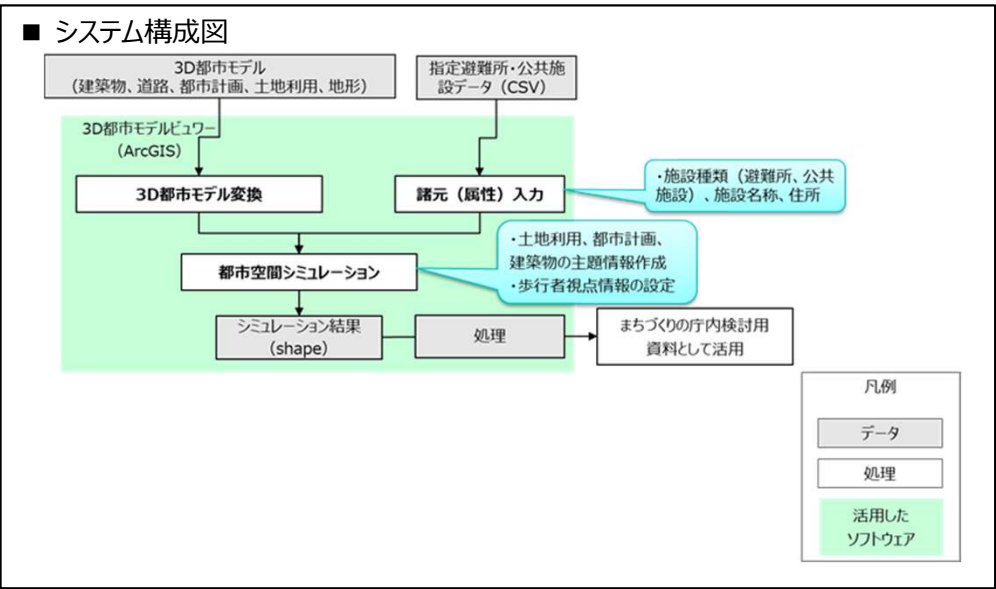 ■ システム構成図
3D都市モデル
（建築物、道路、都市計画、土地利用、地形）
指定避難所・公共施
設データ（CSV）
3D都市モデルビュワー
（ArcGIS）
3D都市モデル変換
諸元（属性）入力
・施設種類（避難所、公共
施設）、施設名称、住所
都市空間シミュレーション
・土地利用、都市計画、
建築物の主題情報作成
・歩行者視点情報の設定
シミュレーション結果
（shape）
処理
まちづくりの庁内検討用
資料として活用
凡例
データ
処理
活用した
ソフトウェア